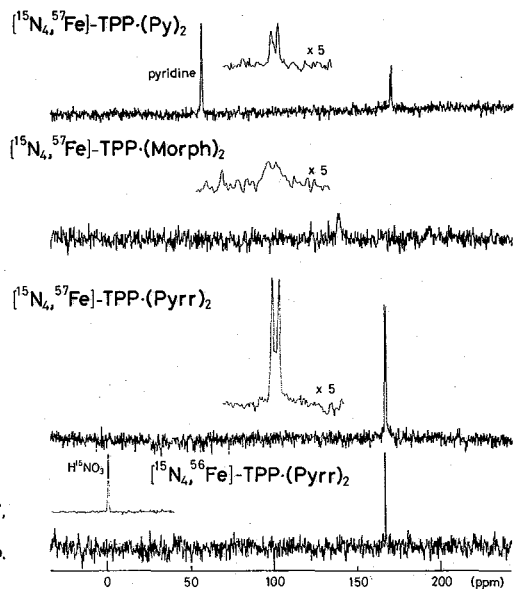 [¹⁵N₄,⁵⁷Fe]-TPP·(Py)₂
x 5
pyridine
[¹⁵N₄,⁵⁷Fe]-TPP·(Morph)₂
x 5
[¹⁵N₄,⁵⁷Fe]-TPP·(Pyrr)₂
x 5
H¹⁵NO₃
[¹⁵N₄,⁵⁶Fe]-TPP·(Pyrr)₂
0 50 100 150 200 (ppm)